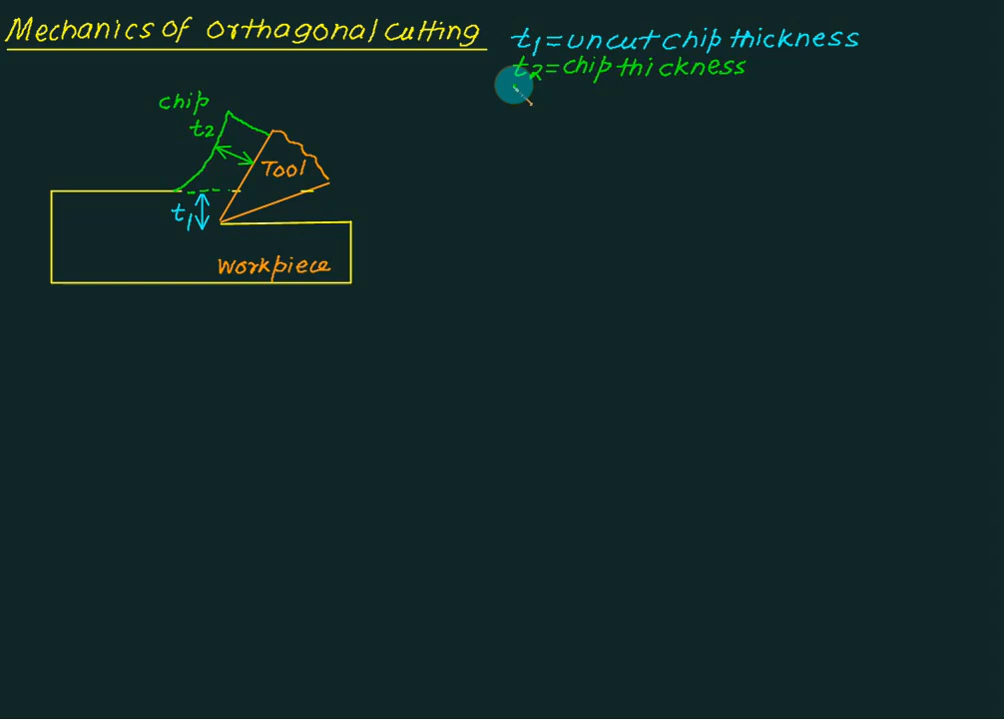 Mechanics of Orthagonal Cutting
t1 = uncut chip thickness
t2 = chip thickness
chip
t2
Tool
t1
workpiece